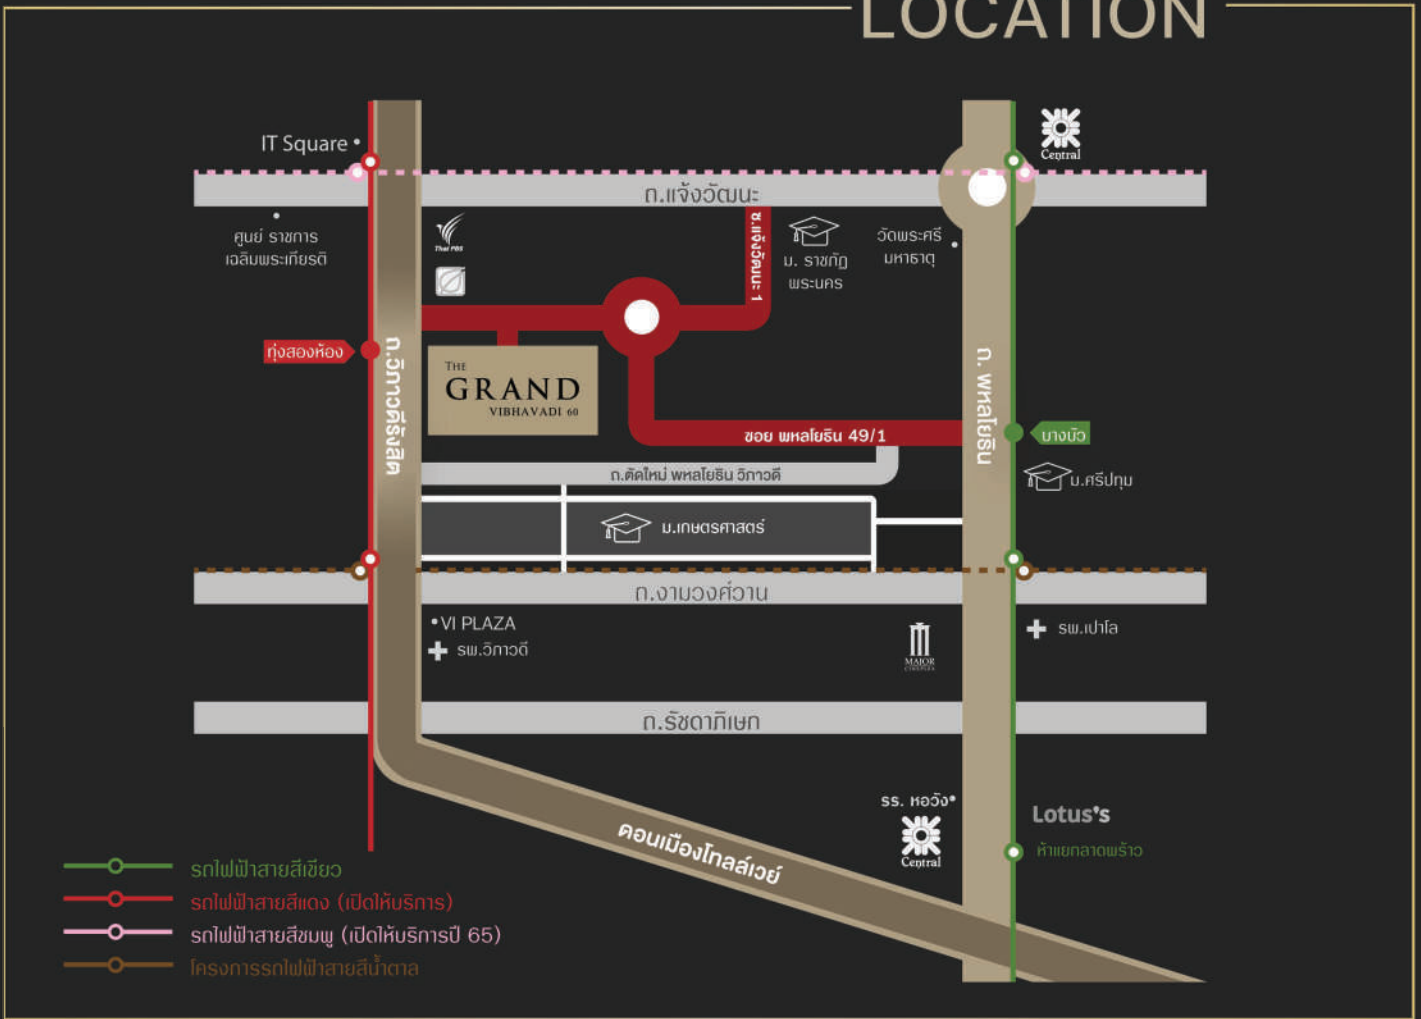 LOCATION
IT Square
Central
ถ.แจ้งวัฒนะ
ศูนย์ ราชการ
เฉลิมพระเกียรติ
Thai PBS
ซ.แจ้งวัฒนะ 1
ม. ราชภัฏ
พระนคร
วัดพระศรี
มหาธาตุ
ทุ่งสองห้อง
ถ.วิภาวดีรังสิต
THE
GRAND
VIBHAVADI 60
ถ. พหลโยธิน
ซอย พหลโยธิน 49/1
บางบัว
ถ.ตัดใหม่ พหลโยธิน วิภาวดี
ม.ศรีปทุม
ม.เกษตรศาสตร์
ถ.งามวงศ์วาน
VI PLAZA
รพ.วิภาวดี
MAJOR
CINEPLEX
รพ.เปาโล
ถ.รัชดาภิเษก
ดอนเมืองโทลล์เวย์
รร. หอวัง
Central
Lotus's
ห้าแยกลาดพร้าว
รถไฟฟ้าสายสีเขียว
รถไฟฟ้าสายสีแดง (เปิดให้บริการ)
รถไฟฟ้าสายสีชมพู (เปิดให้บริการปี 65)
โครงการรถไฟฟ้าสายสีน้ำตาล